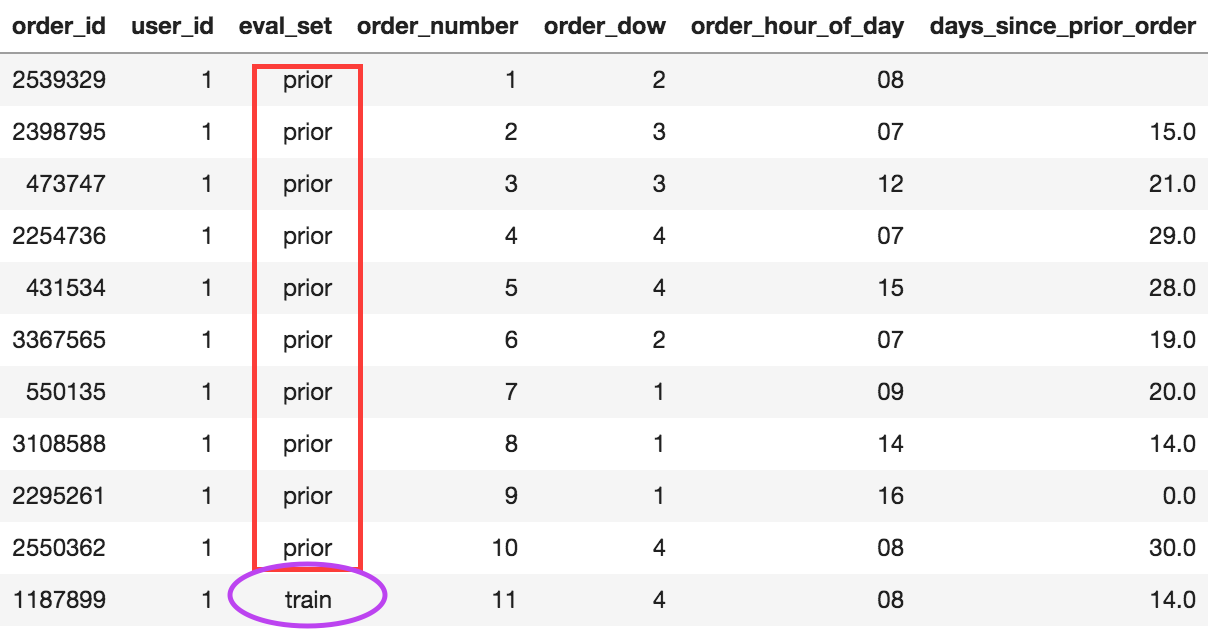 order_id user_id eval_set order_number order_dow order_hour_of_day days_since_prior_order
2539329 1 prior 1 2 08
2398795 1 prior 2 3 07 15.0
473747 1 prior 3 3 12 21.0
2254736 1 prior 4 4 07 29.0
431534 1 prior 5 4 15 28.0
3367565 1 prior 6 2 07 19.0
550135 1 prior 7 1 09 20.0
3108588 1 prior 8 1 14 14.0
2295261 1 prior 9 1 16 0.0
2550362 1 prior 10 4 08 30.0
1187899 1 train 11 4 08 14.0